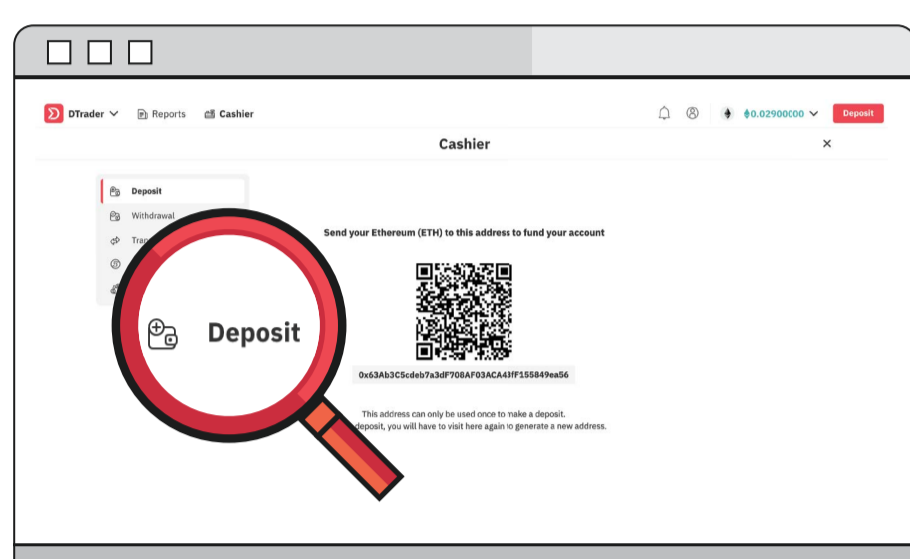 DTrader Reports Cashier 0.02900000 Deposit
Cashier
Deposit
Withdrawal
Send your Ethereum (ETH) to this address to fund your account
Deposit
This address can only be used once to make a deposit.
deposit, you will have to visit here again to generate a new address.